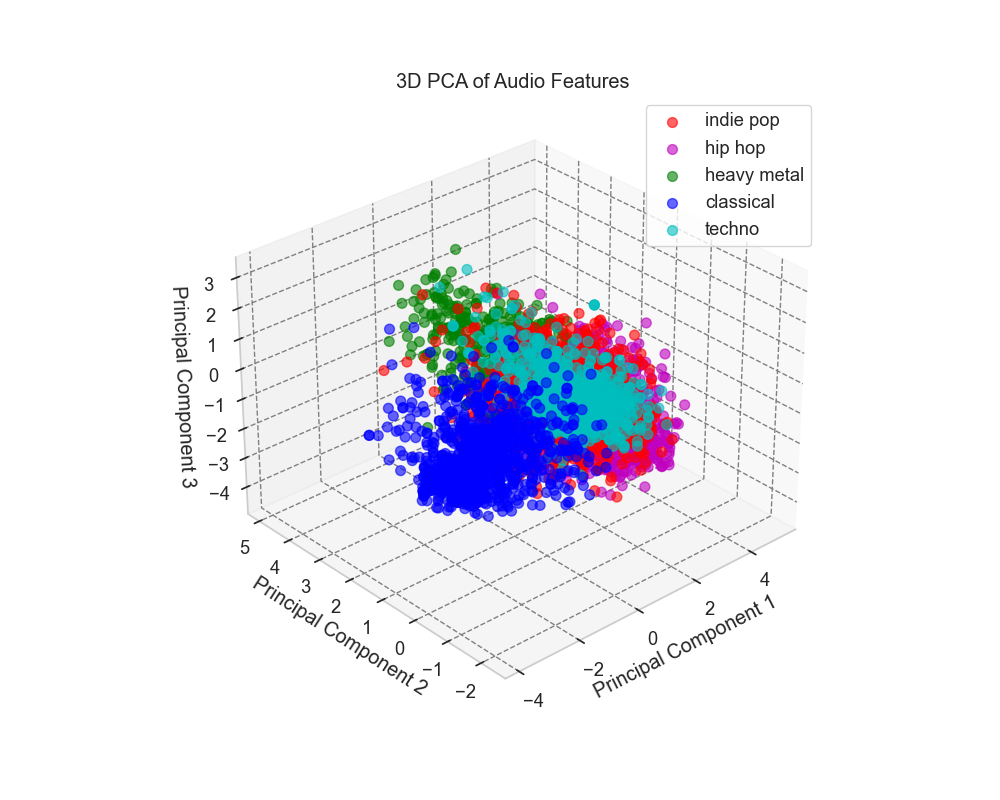 3D PCA of Audio Features
indie pop
hip hop
heavy metal
classical
techno
3
2
1
0
−1
−2
−3
−4
Principal Component 3
5
4
3
2
1
0
−1
−2
Principal Component 2
−4
−2
0
2
4
Principal Component 1